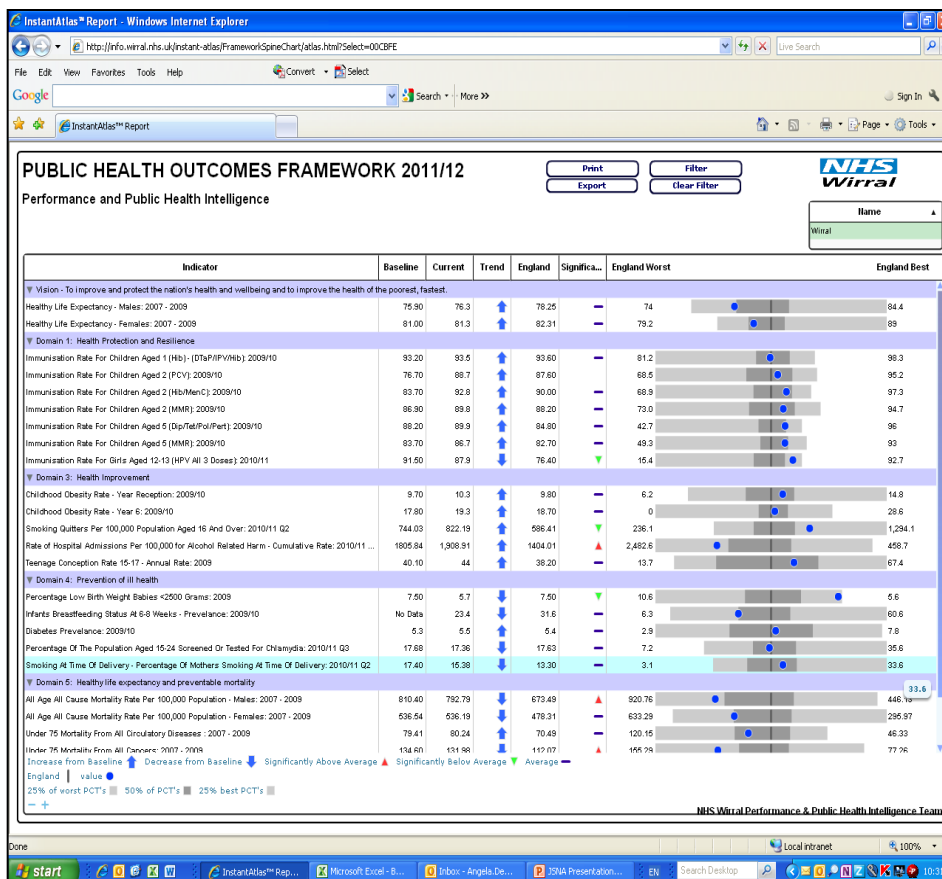 InstantAtlas™ Report - Windows Internet Explorer
http://info.wirral.nhs.uk/instant-atlas/FrameworkSpineChart/atlas.html?Select=00CBFE
Live Search
File Edit View Favorites Tools Help Convert Select
Google Search More >> Sign In
InstantAtlas™ Report Page Tools
PUBLIC HEALTH OUTCOMES FRAMEWORK 2011/12
Performance and Public Health Intelligence
Print Filter
Export Clear Filter
NHS
Wirral
Name
Wirral
Indicator Baseline Current Trend England Significa... England Worst England Best
Vision - To improve and protect the nation's health and wellbeing and to improve the health of the poorest, fastest.
Healthy Life Expectancy - Males: 2007 - 2009 75.90 76.3 78.25 74 84.4
Healthy Life Expectancy - Females: 2007 - 2009 81.00 81.3 82.31 79.2 89
Domain 1: Health Protection and Resilience
Immunisation Rate For Children Aged 1 (Hib) - (DTaP/IPV/Hib): 2009/10 93.20 93.5 93.60 81.2 98.3
Immunisation Rate For Children Aged 2 (PCV): 2009/10 76.70 88.7 87.60 68.5 95.2
Immunisation Rate For Children Aged 2 (Hib/MenC): 2009/10 83.70 92.8 90.00 68.9 97.3
Immunisation Rate For Children Aged 2 (MMR): 2009/10 86.90 89.8 88.20 73.0 94.7
Immunisation Rate For Children Aged 5 (Dip/Tet/Pol/Pert): 2009/10 88.20 89.9 84.80 42.7 96
Immunisation Rate For Children Aged 5 (MMR): 2009/10 83.70 86.7 82.70 49.3 93
Immunisation Rate For Girls Aged 12-13 (HPV All 3 Doses): 2010/11 91.50 87.9 76.40 15.4 92.7
Domain 3: Health Improvement
Childhood Obesity Rate - Year Reception: 2009/10 9.70 10.3 9.80 6.2 14.8
Childhood Obesity Rate - Year 6: 2009/10 17.80 19.3 18.70 0 28.6
Smoking Quitters Per 100,000 Population Aged 16 And Over: 2010/11 Q2 744.03 822.19 586.41 236.1 1,294.1
Rate of Hospital Admissions Per 100,000 for Alcohol Related Harm - Cumulative Rate: 2010/11 ... 1805.84 1,908.91 1404.01 2,482.6 458.7
Teenage Conception Rate 15-17 - Annual Rate: 2009 40.10 44 38.20 13.7 67.4
Domain 4: Prevention of ill health
Percentage Low Birth Weight Babies <2500 Grams: 2009 7.50 5.7 7.50 10.6 5.6
Infants Breastfeeding Status At 6-8 Weeks - Prevelance: 2009/10 No Data 23.4 31.6 6.3 60.6
Diabetes Prevelance: 2009/10 5.3 5.5 5.4 2.9 7.8
Percentage Of The Population Aged 15-24 Screened Or Tested For Chlamydia: 2010/11 Q3 17.68 17.36 17.63 7.2 35.6
Smoking At Time Of Delivery - Percentage Of Mothers Smoking At Time Of Delivery: 2010/11 Q2 17.40 15.38 13.30 3.1 33.6
Domain 5: Healthy life expectancy and preventable mortality
33.6
All Age All Cause Mortality Rate Per 100,000 Population - Males: 2007 - 2009 810.40 792.79 673.49 920.76
All Age All Cause Mortality Rate Per 100,000 Population - Females: 2007 - 2009 536.54 536.19 478.31 633.29 295.97
Under 75 Mortality From All Circulatory Diseases : 2007 - 2009 79.41 80.24 70.49 120.15 46.33
Under 75 Mortality From All Cancers: 2007 - 2009 134.60 131.98 112.07 155.29 77.26
Increase from Baseline Decrease from Baseline Significantly Above Average Significantly Below Average Average
England value
25% of worst PCT's 50% of PCT's 25% best PCT's
NHS Wirral Performance & Public Health Intelligence Team
Done Local intranet 100%
start InstantAtlas™ Rep... Microsoft Excel - B... Inbox - Angela.De... JSNA Presentation... EN Search Desktop